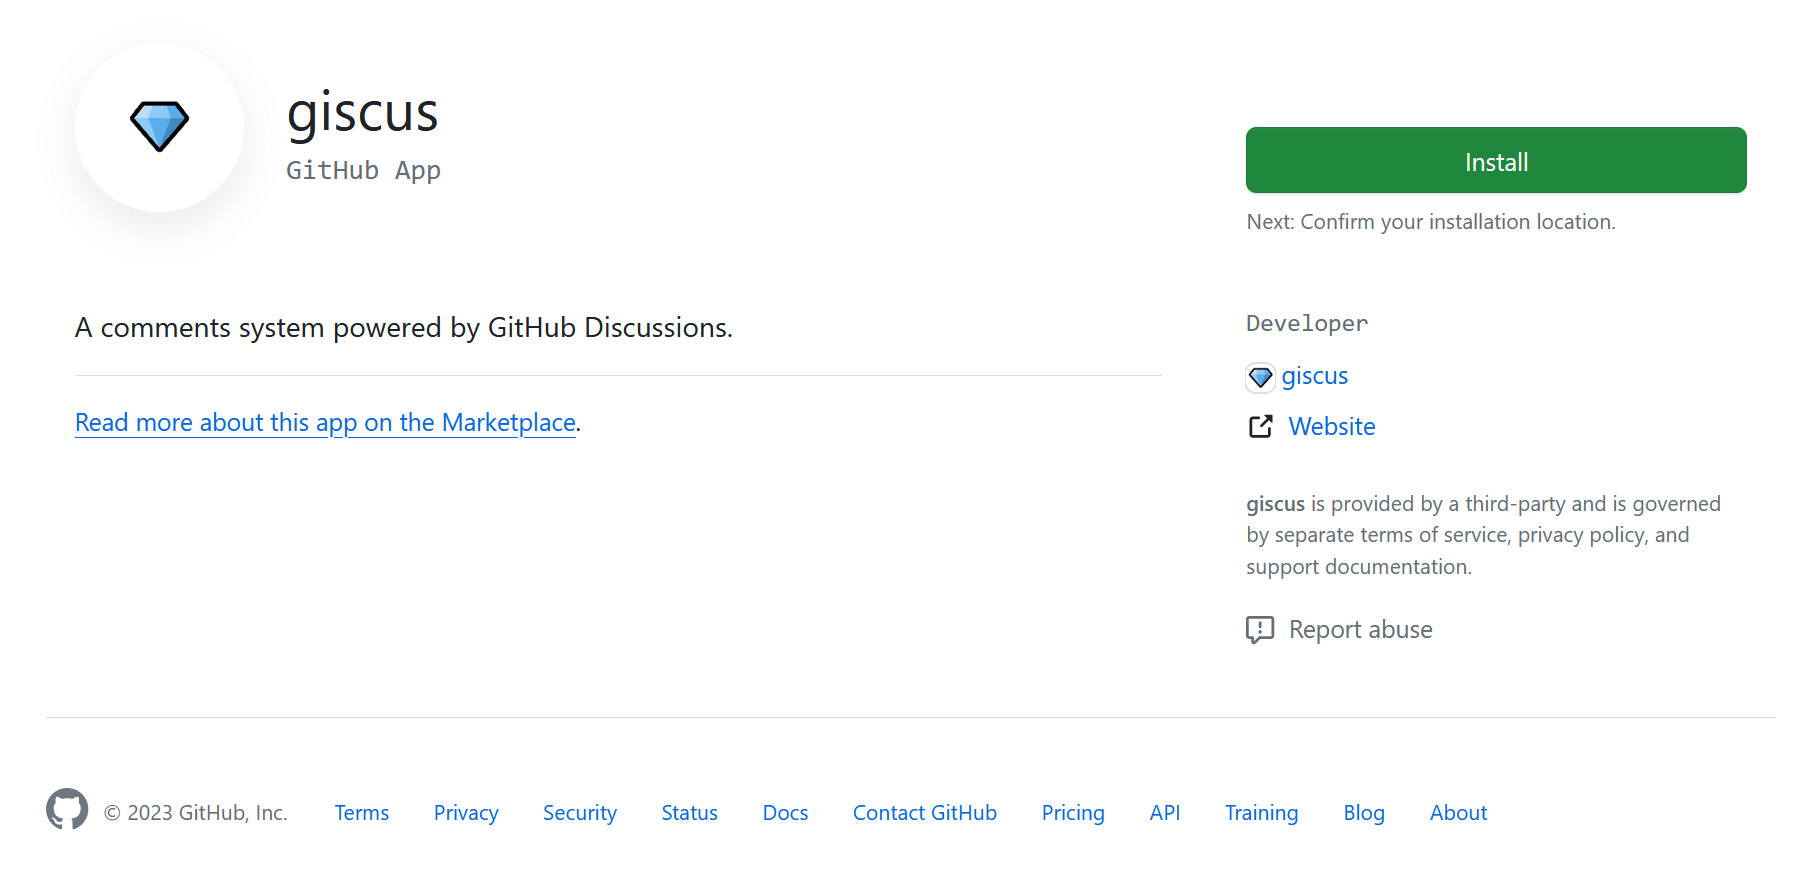 giscus
GitHub App
Install
Next: Confirm your installation location.
A comments system powered by GitHub Discussions.
Read more about this app on the Marketplace.
Developer
giscus
Website
giscus is provided by a third-party and is governed
by separate terms of service, privacy policy, and
support documentation.
Report abuse
© 2023 GitHub, Inc. Terms Privacy Security Status Docs Contact GitHub Pricing API Training Blog About